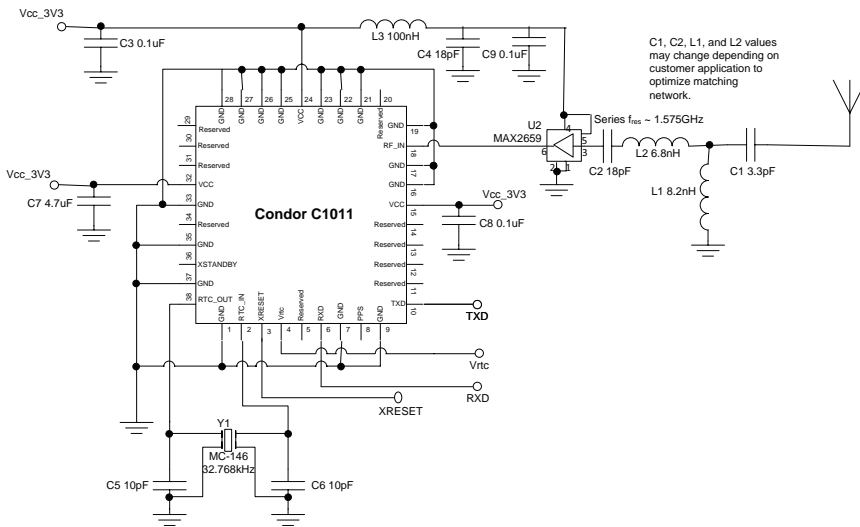 Vcc_3V3
C3 0.1uF
L3 100nH
C4 18pF
C9 0.1uF
C1, C2, L1, and L2 values
may change depending on
customer application to
optimize matching
network.
28
27
26
25
24
23
22
21
20
GND
GND
GND
GND
VCC
GND
GND
GND
Reserved
29
Reserved
30
Reserved
31
Reserved
32
VCC
33
GND
34
Reserved
35
GND
36
XSTANDBY
37
GND
38
RTC_OUT
Vcc_3V3
C7 4.7uF
Condor C1011
GND
19
RF_IN
18
GND
17
GND
16
VCC
15
Reserved
14
Reserved
13
Reserved
12
Reserved
11
TXD
10
U2
MAX2659
4
6
5
3
2
1
Series fres ~ 1.575GHz
C2 18pF
L2 6.8nH
C1 3.3pF
L1 8.2nH
Vcc_3V3
C8 0.1uF
GND
RTC_IN
XRESET
Vrtc
Reserved
RXD
GND
PPS
GND
1
2
3
4
5
6
7
8
9
TXD
Vrtc
RXD
XRESET
Y1
MC-146
32.768kHz
C5 10pF
C6 10pF